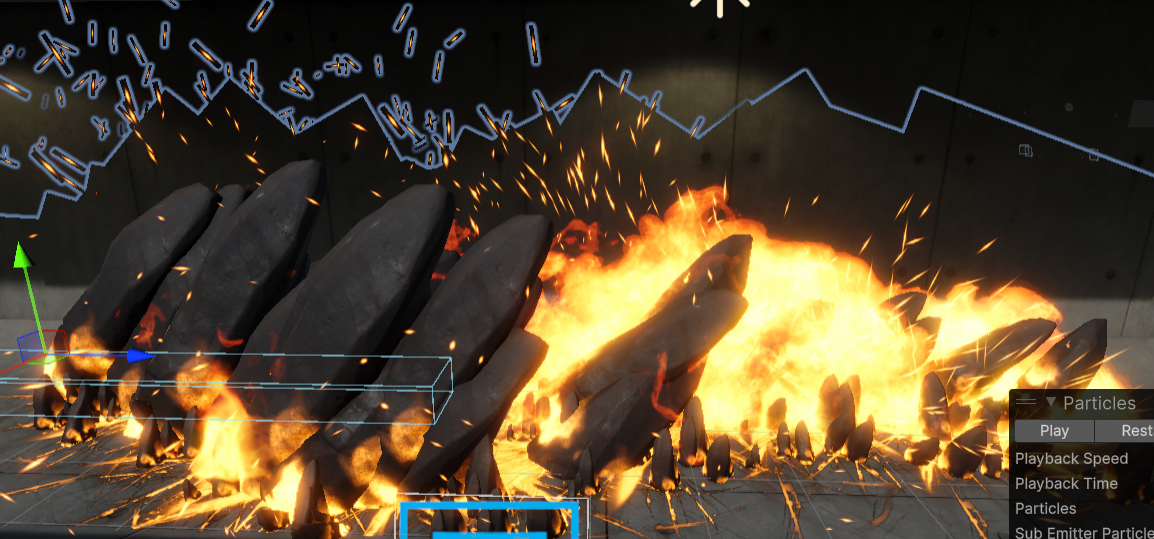 Particles
Play
Rest
Playback Speed
Playback Time
Particles
Sub Emitter Particle